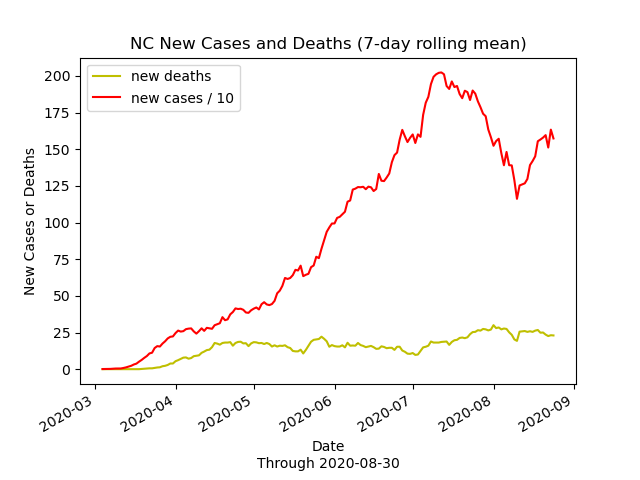 NC New Cases and Deaths (7-day rolling mean)
new deaths
new cases / 10
200
175
150
125
100
75
50
25
0
New Cases or Deaths
2020-03
2020-04
2020-05
2020-06
2020-07
2020-08
2020-09
Date
Through 2020-08-30